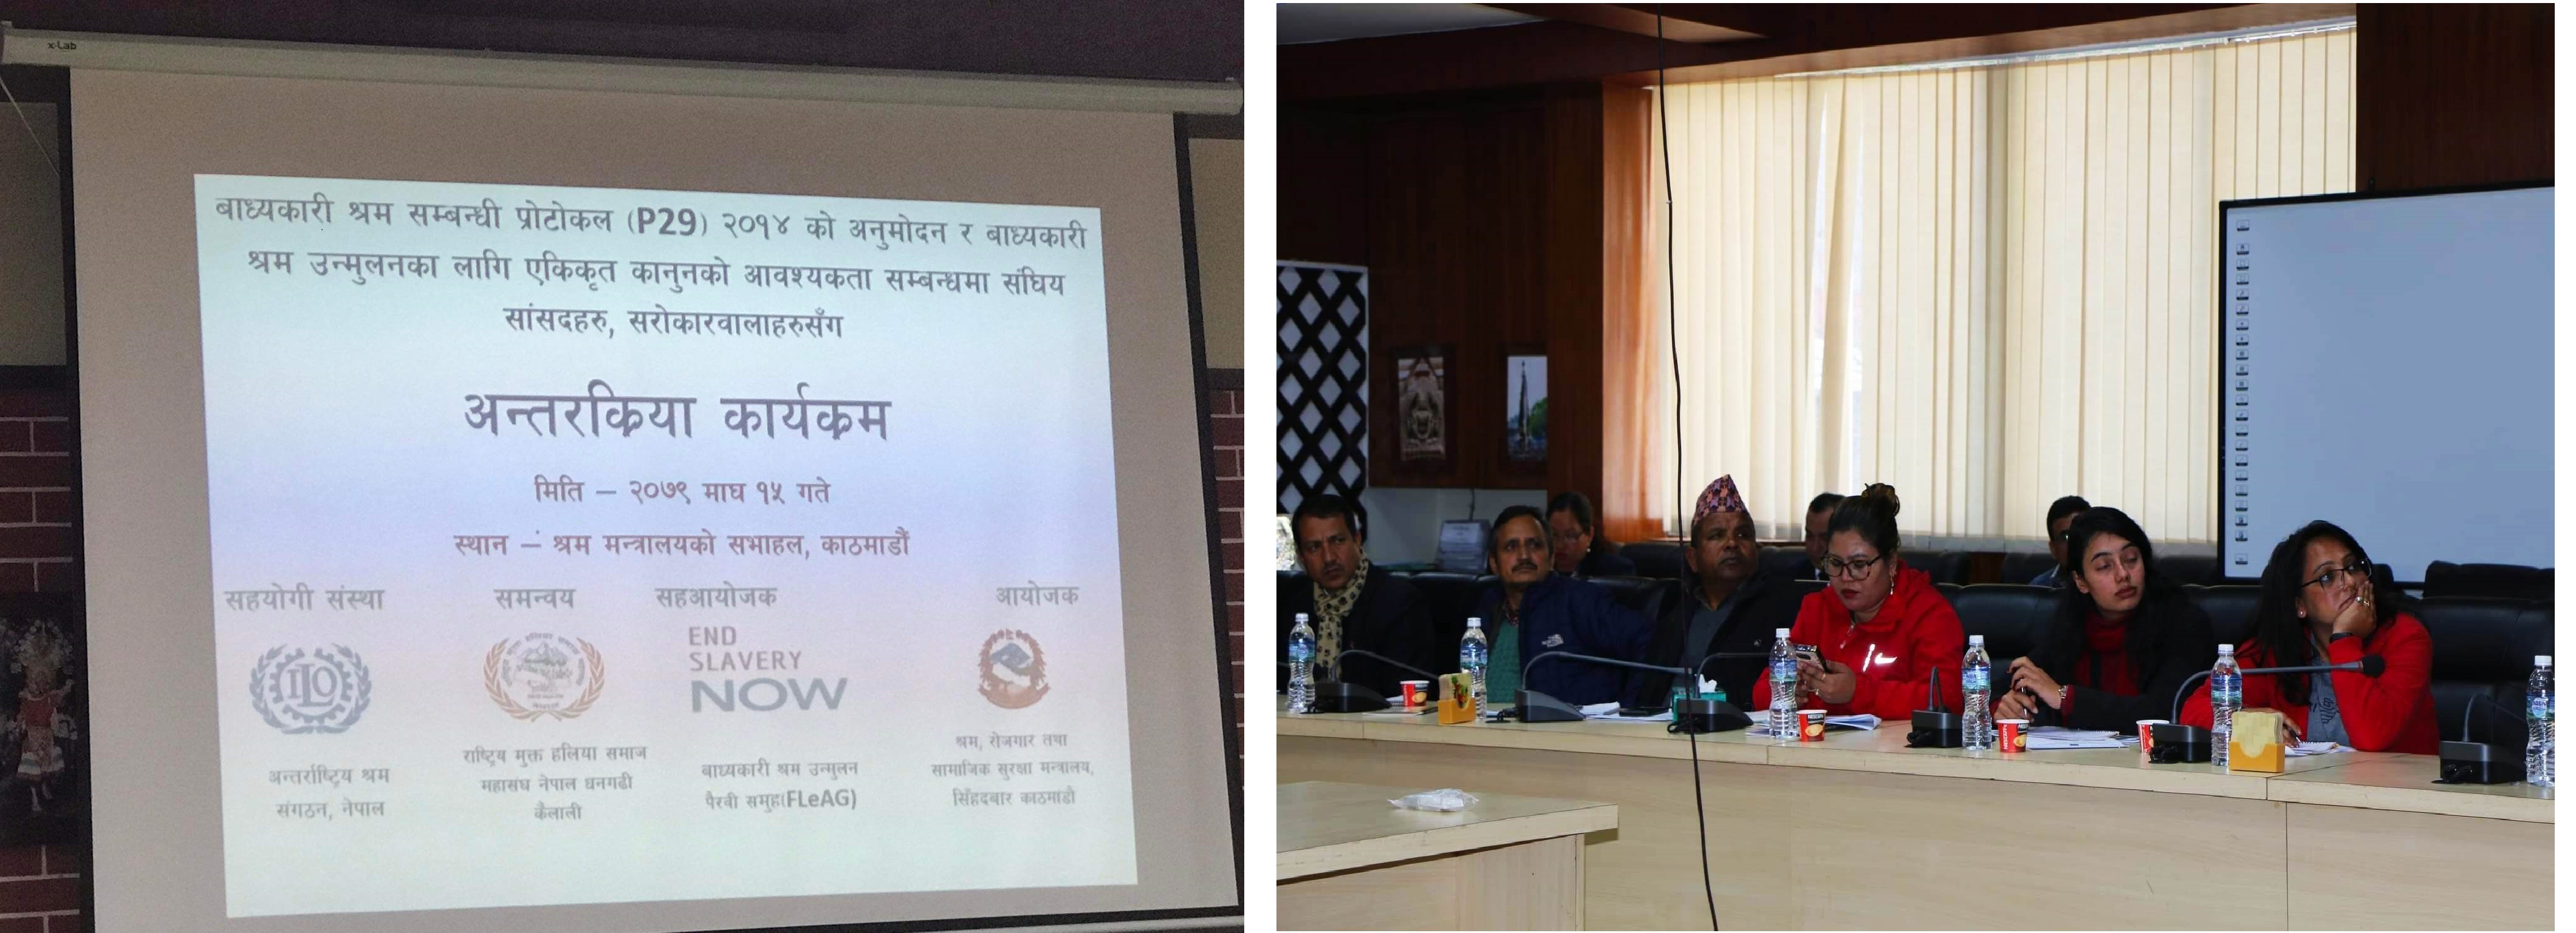 x-Lab
बाध्यकारी श्रम सम्बन्धी प्रोटोकल (P29) २०१४ को अनुमोदन र बाध्यकारी
श्रम उन्मुलनका लागि एकिकृत कानुनको आवश्यकता सम्बन्धमा संघिय
सांसदहरु, सरोकारवालाहरुसँग
अन्तरकिया कार्यकम
मिति – २०७९ माघ १५ गते
स्थान – श्रम मन्त्रालयको सभाहल, काठमाडौं
सहयोगी संस्था
समन्वय
सहआयोजक
आयोजक
ILO
END
SLAVERY
NOW
अन्तर्राष्ट्रिय श्रम
संगठन, नेपाल
राष्ट्रिय मुक्त हलिया समाज
महासंघ नेपाल धनगढी
कैलाली
बाध्यकारी श्रम उन्मुलन
पैरवी समुह(FLeAG)
श्रम, रोजगार तथा
सामाजिक सुरक्षा मन्त्रालय,
सिंहदबार काठमाडौ